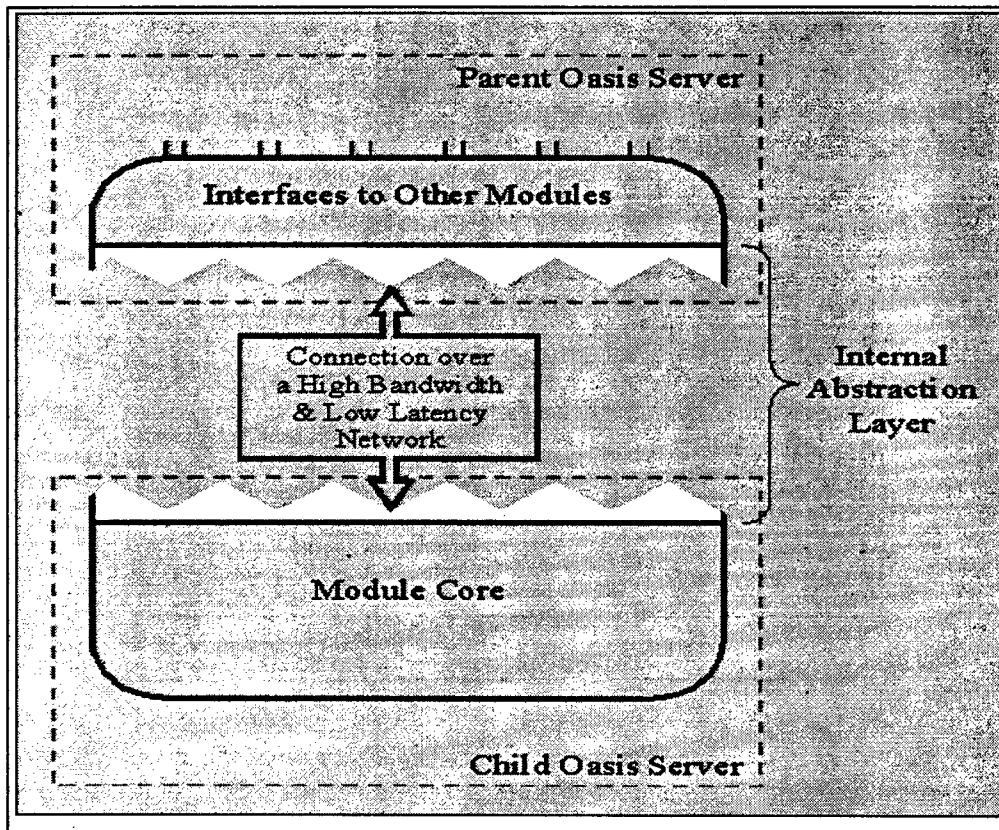 Parent Oasis Server
Interfaces to Other Modules
Connection over
a High Bandwidth
& Low Latency
Network
Internal
Abstraction
Layer
Module Core
Child Oasis Server